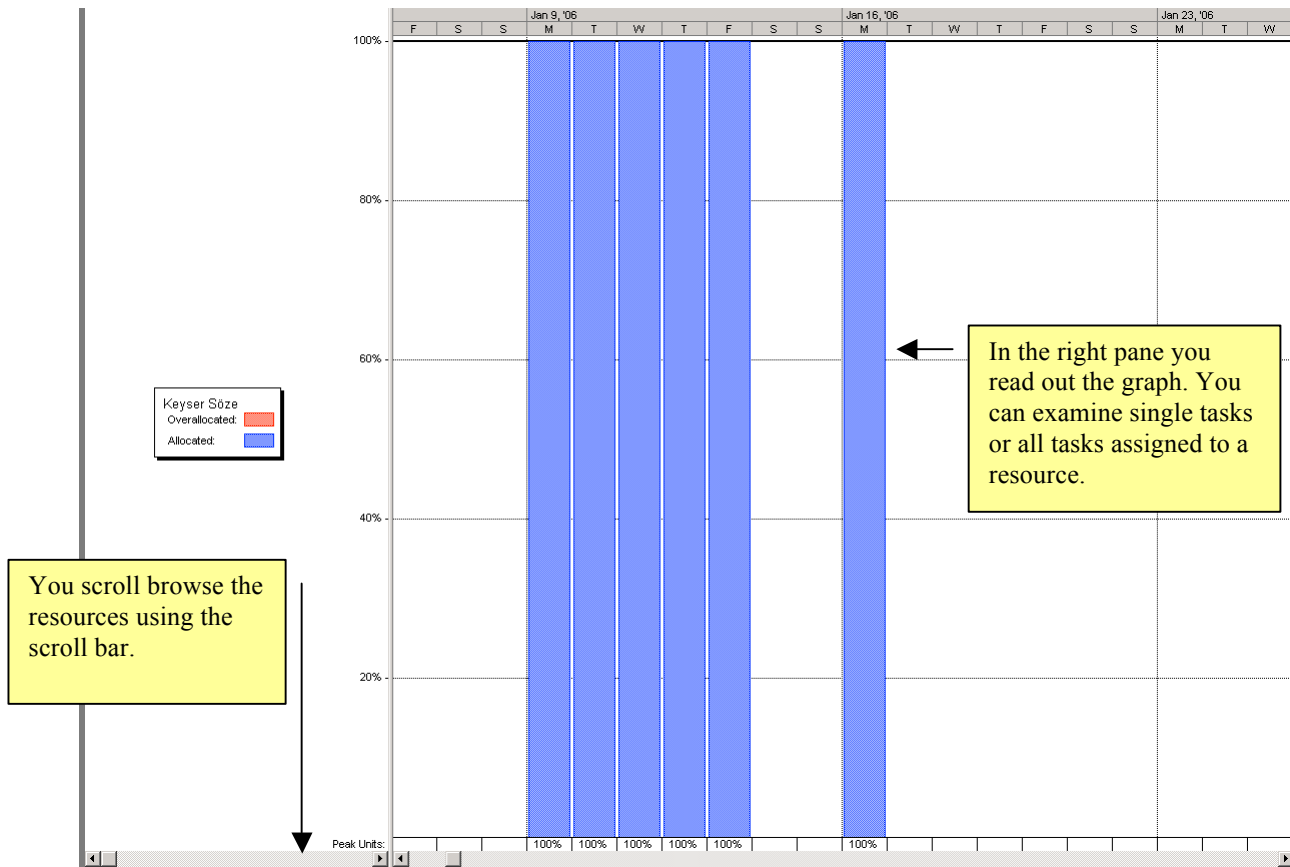 Jan 9, '06 Jan 16, '06 Jan 23, '06
F S S M T W T F S S M T W T F S S M T W
100%
80%
60%
40%
20%
Keyser Söze
Overallocated:
Allocated:
In the right pane you
read out the graph. You
can examine single tasks
or all tasks assigned to a
resource.
You scroll browse the
resources using the
scroll bar.
Peak Units: 100% 100% 100% 100% 100% 100%